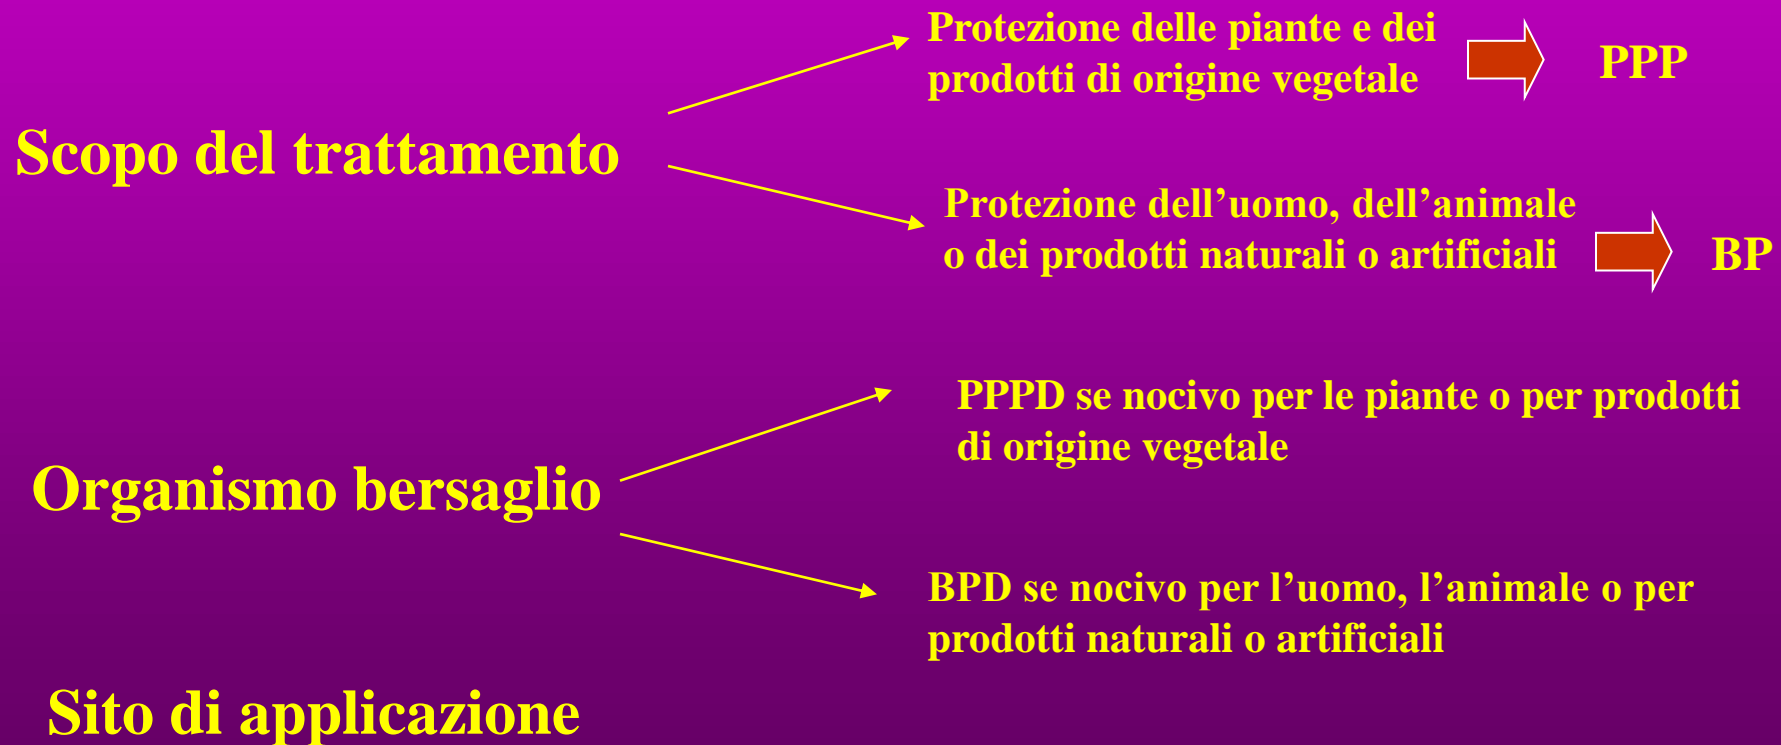 Protezione delle piante e dei
prodotti di origine vegetale
PPP
Scopo del trattamento
Protezione dell’uomo, dell’animale
o dei prodotti naturali o artificiali
BP
PPPD se nocivo per le piante o per prodotti
di origine vegetale
Organismo bersaglio
BPD se nocivo per l’uomo, l’animale o per
prodotti naturali o artificiali
Sito di applicazione